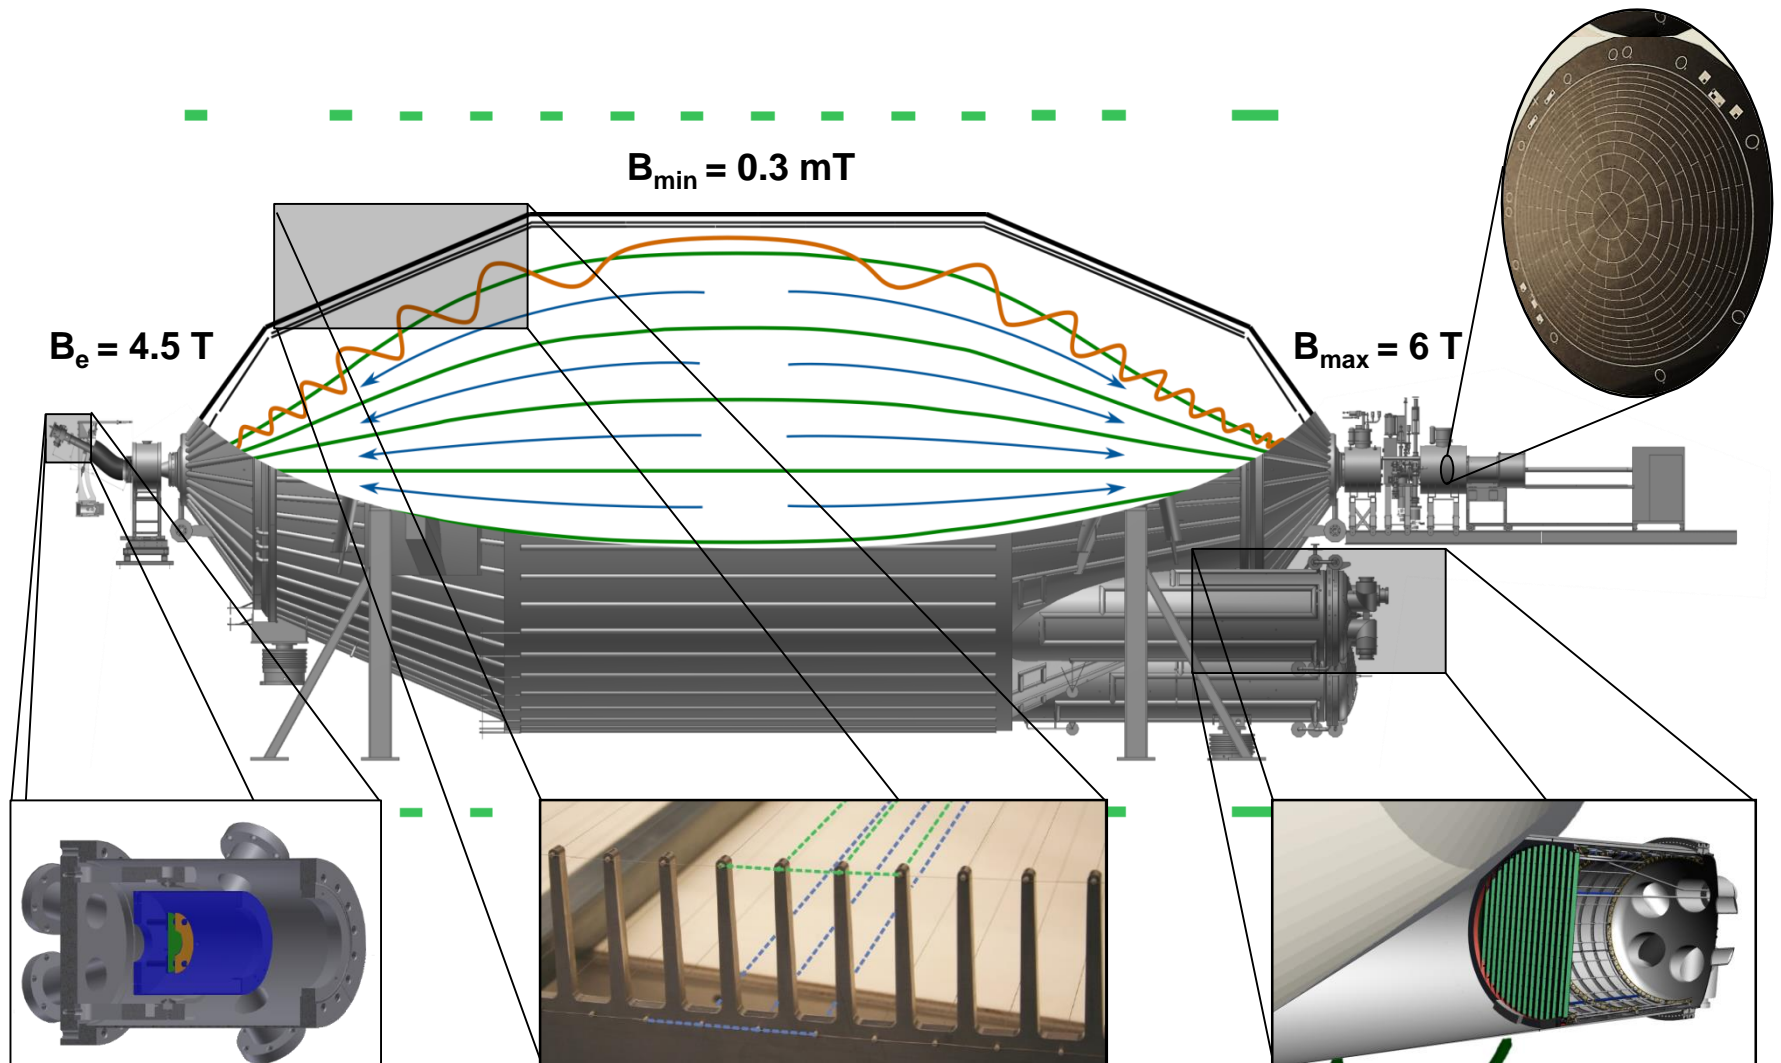 B_min = 0.3 mT
B_e = 4.5 T
B_max = 6 T